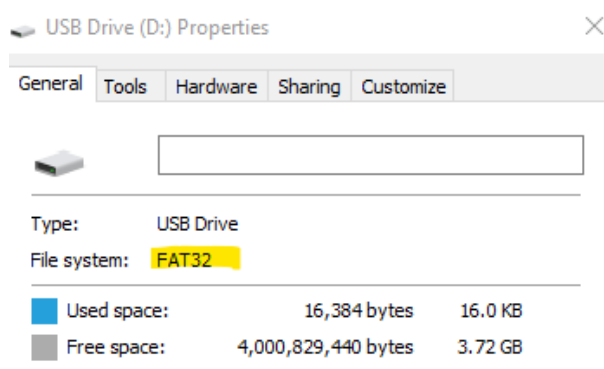 USB Drive (D:) Properties
General Tools Hardware Sharing Customize
Type: USB Drive
File system: FAT32
Used space: 16,384 bytes 16.0 KB
Free space: 4,000,829,440 bytes 3.72 GB